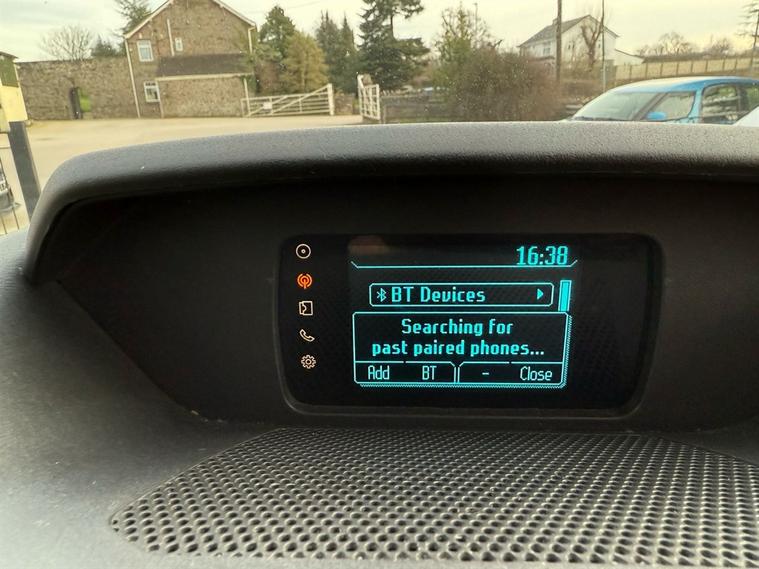 16:38
BT Devices
Searching for
past paired phones...
Add BT - Close